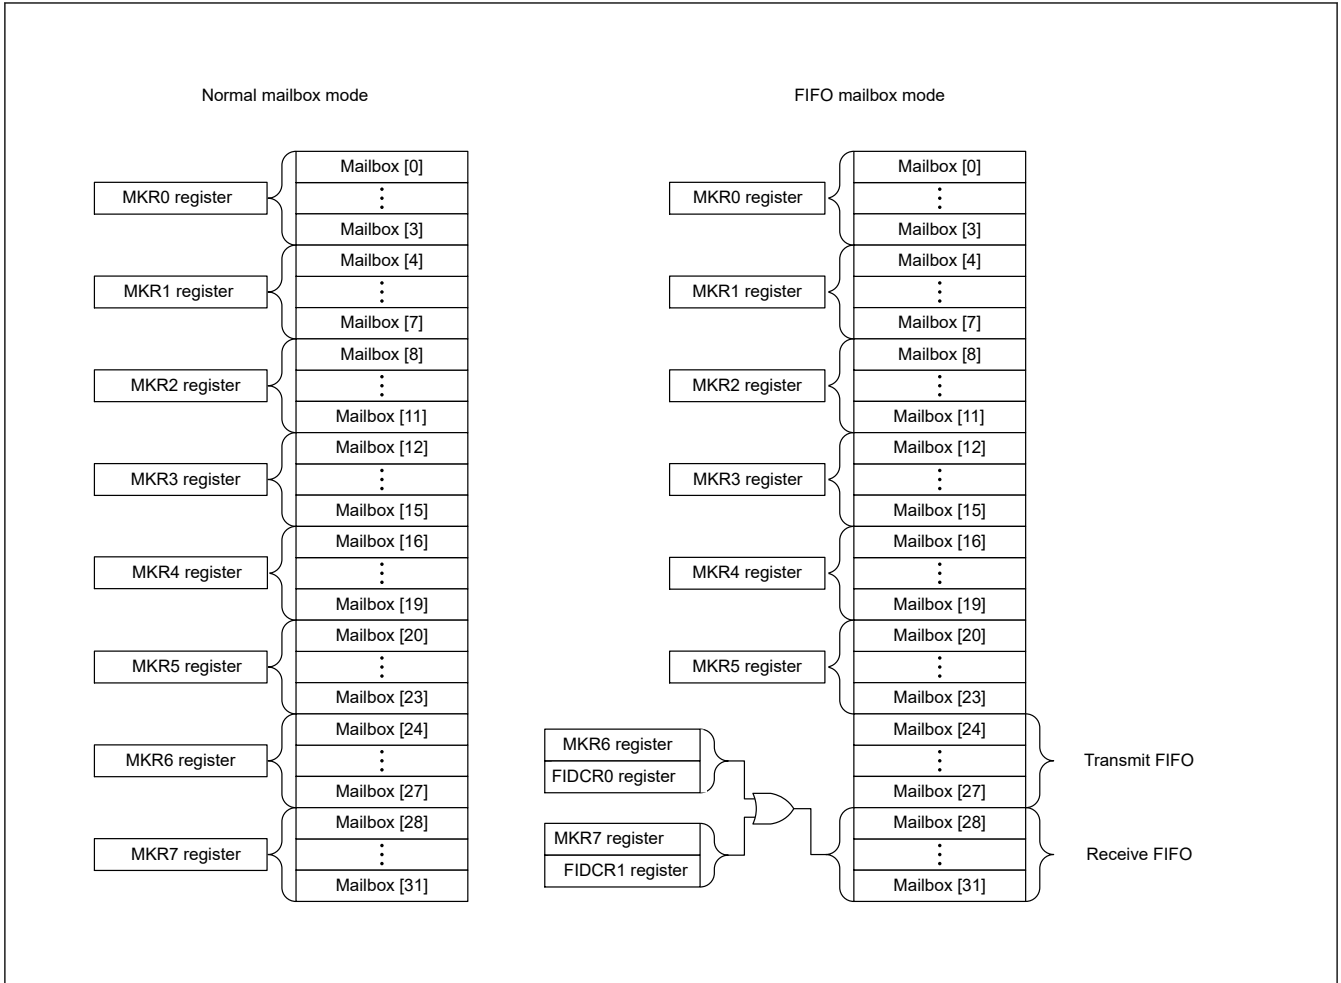 Normal mailbox mode
MKR0 register
Mailbox [0]
Mailbox [3]
MKR1 register
Mailbox [4]
Mailbox [7]
MKR2 register
Mailbox [8]
Mailbox [11]
MKR3 register
Mailbox [12]
Mailbox [15]
MKR4 register
Mailbox [16]
Mailbox [19]
MKR5 register
Mailbox [20]
Mailbox [23]
MKR6 register
Mailbox [24]
Mailbox [27]
MKR7 register
Mailbox [28]
Mailbox [31]
FIFO mailbox mode
MKR0 register
Mailbox [0]
Mailbox [3]
MKR1 register
Mailbox [4]
Mailbox [7]
MKR2 register
Mailbox [8]
Mailbox [11]
MKR3 register
Mailbox [12]
Mailbox [15]
MKR4 register
Mailbox [16]
Mailbox [19]
MKR5 register
Mailbox [20]
Mailbox [23]
MKR6 register
FIDCR0 register
Mailbox [24]
Mailbox [27]
Transmit FIFO
MKR7 register
FIDCR1 register
Mailbox [28]
Mailbox [31]
Receive FIFO